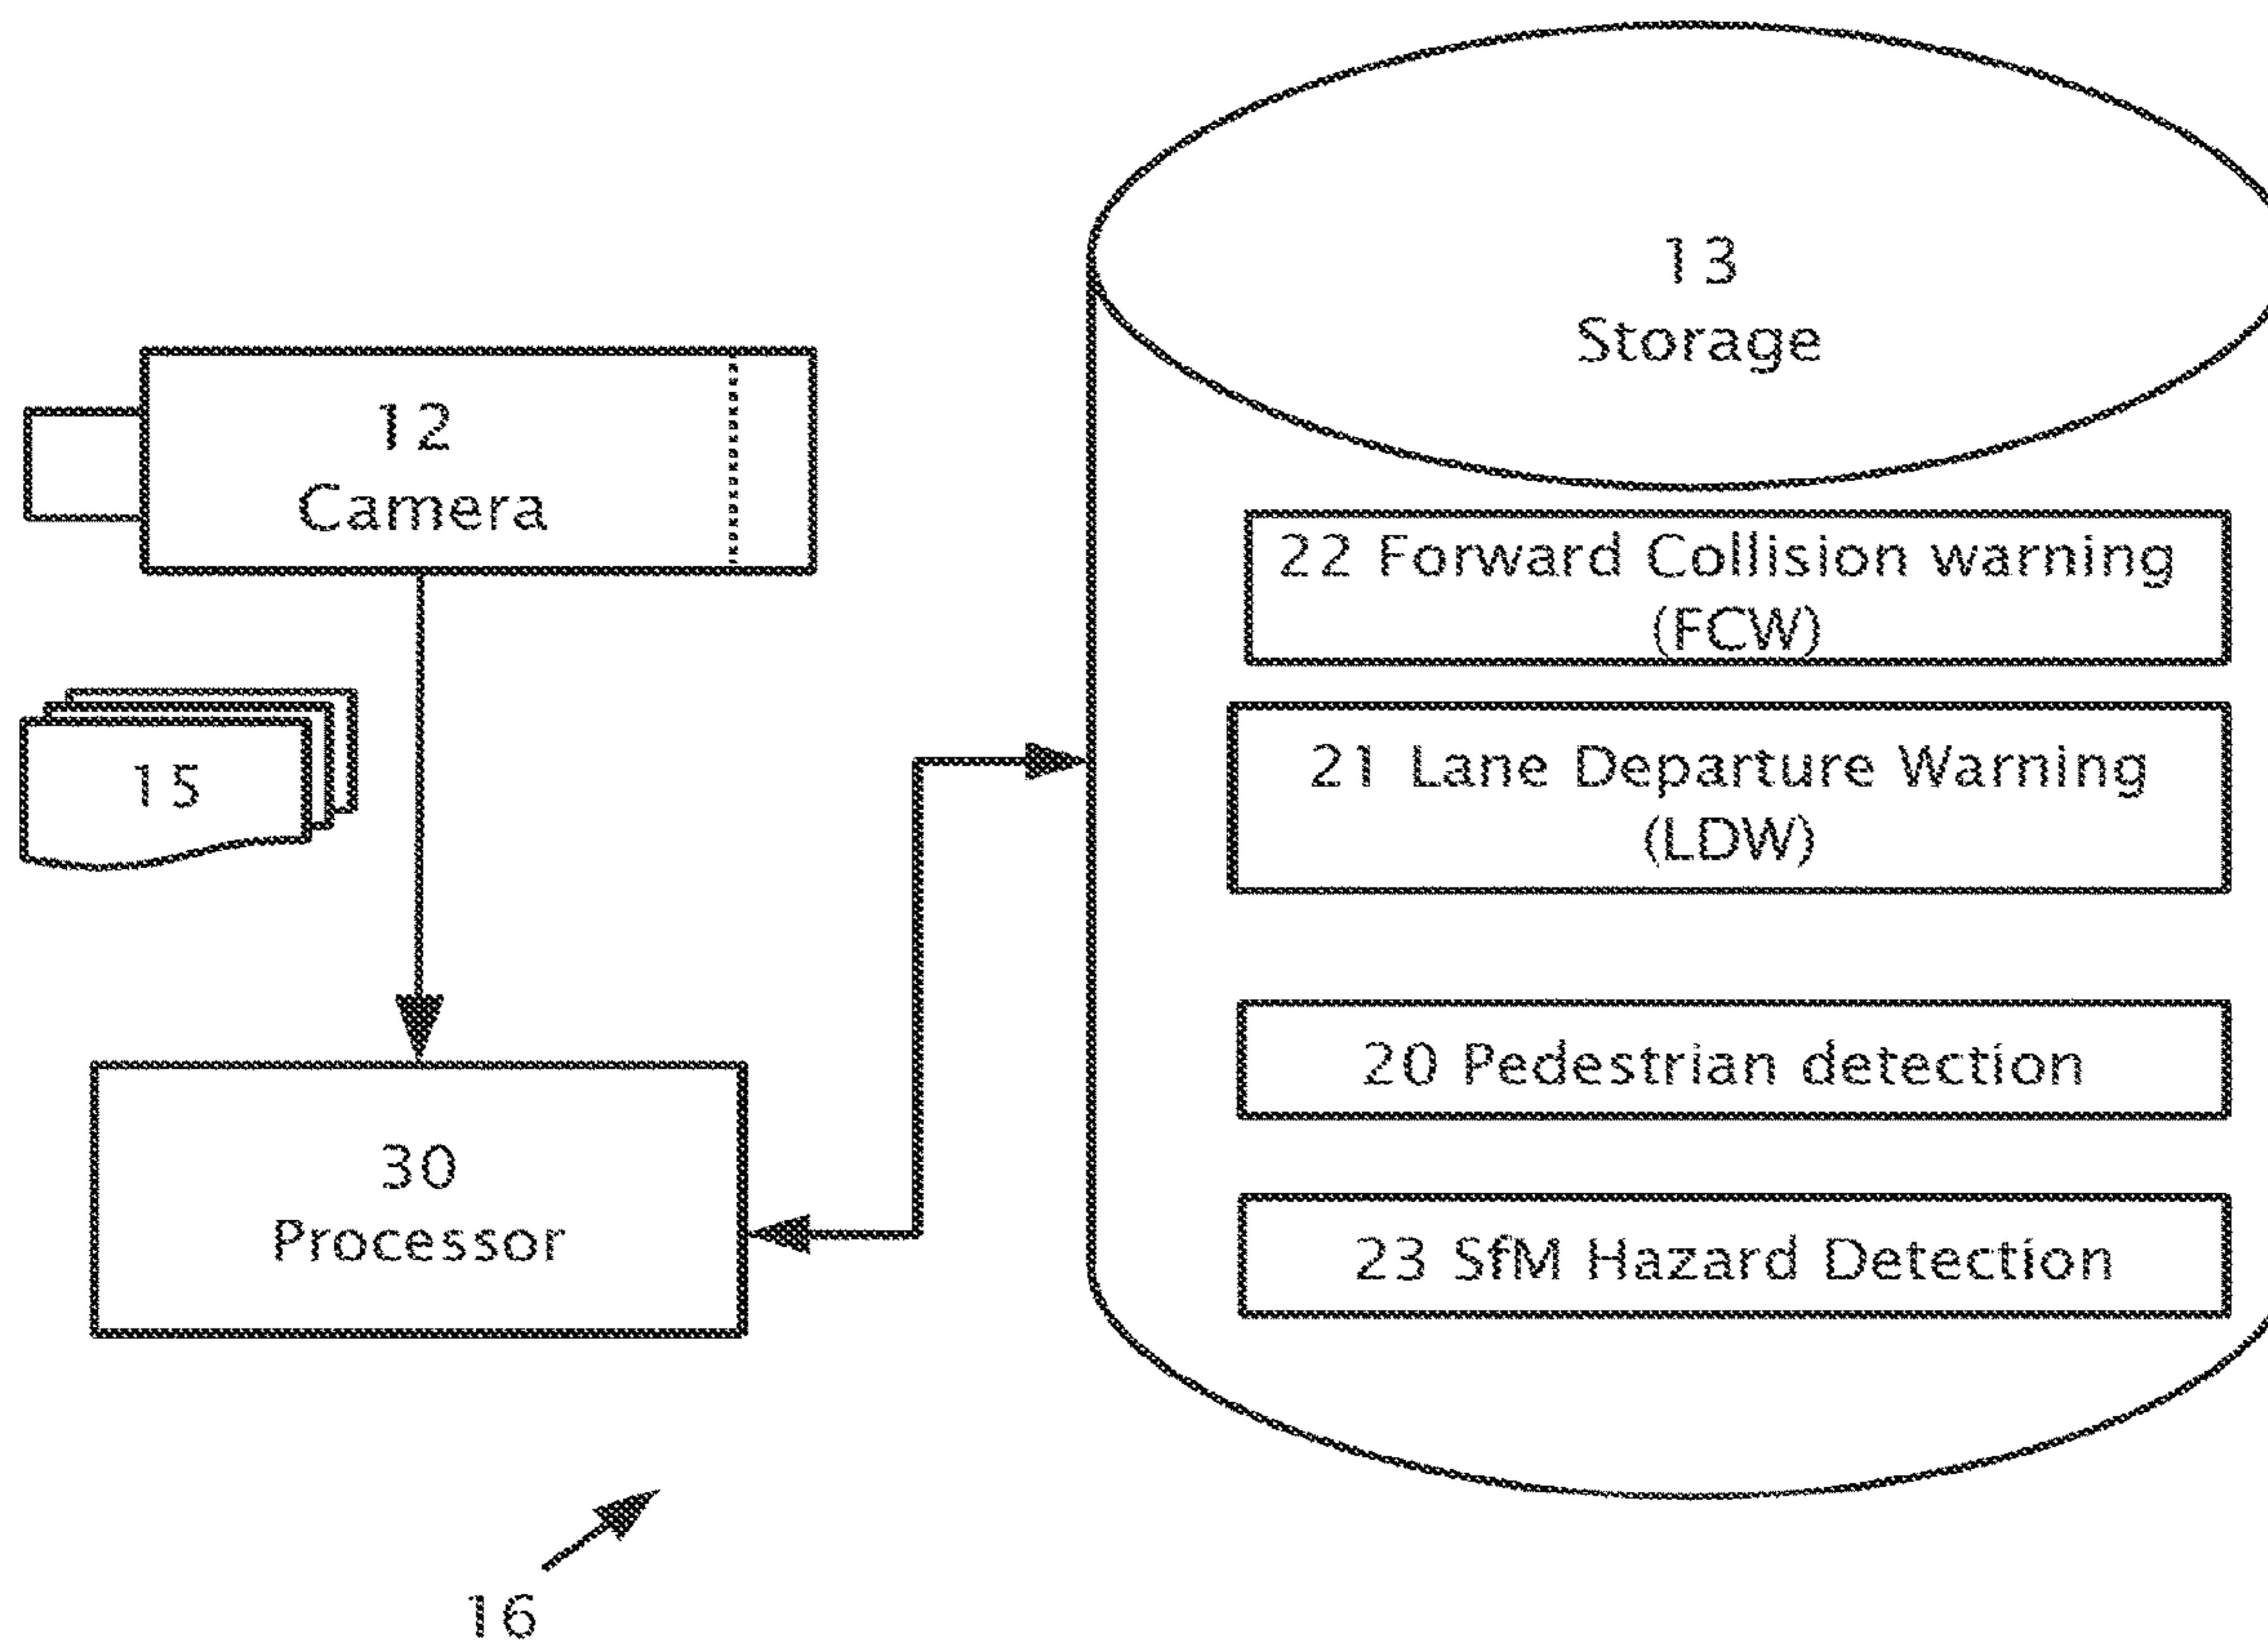 13
Storage
12
Camera
22 Forward Collision warning
(FCW)
15
21 Lane Departure Warning
(LDW)
30
Processor
20 Pedestrian detection
23 SfM Hazard Detection
16